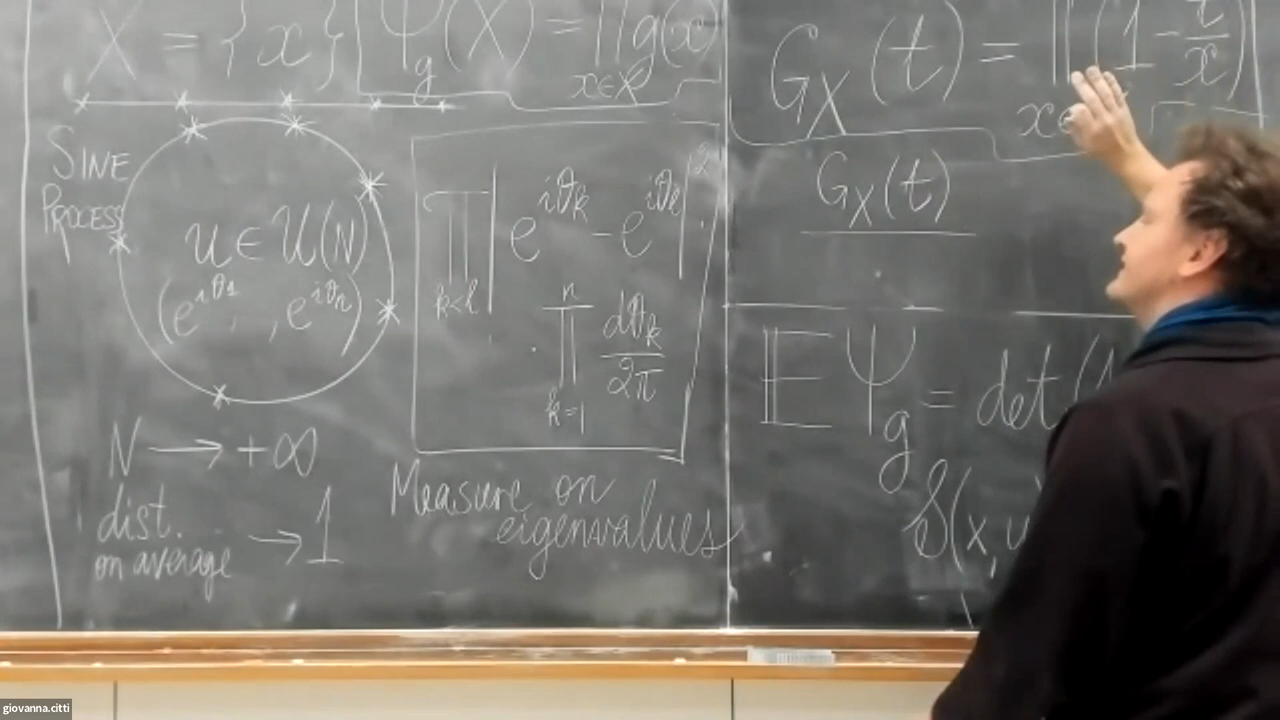 X = {x} Ψ_g(X) = ∏ g(x)
x∈X
SINE
PROCESS
u ∈ U(N)
(e^{iθ_1}, , e^{iθ_n})
N → +∞
dist.
on average → 1
∏ | e^{iθ_k} - e^{iθ_l} |^2 ·
k<l
n
· ∏ dθ_k / 2π
k=1
Measure on
eigenvalues
G_X(t) = ∏ (1 - t/x)
x∈
G_X(t)
EΨ_g = det(1
S(x,
giovanna.citti